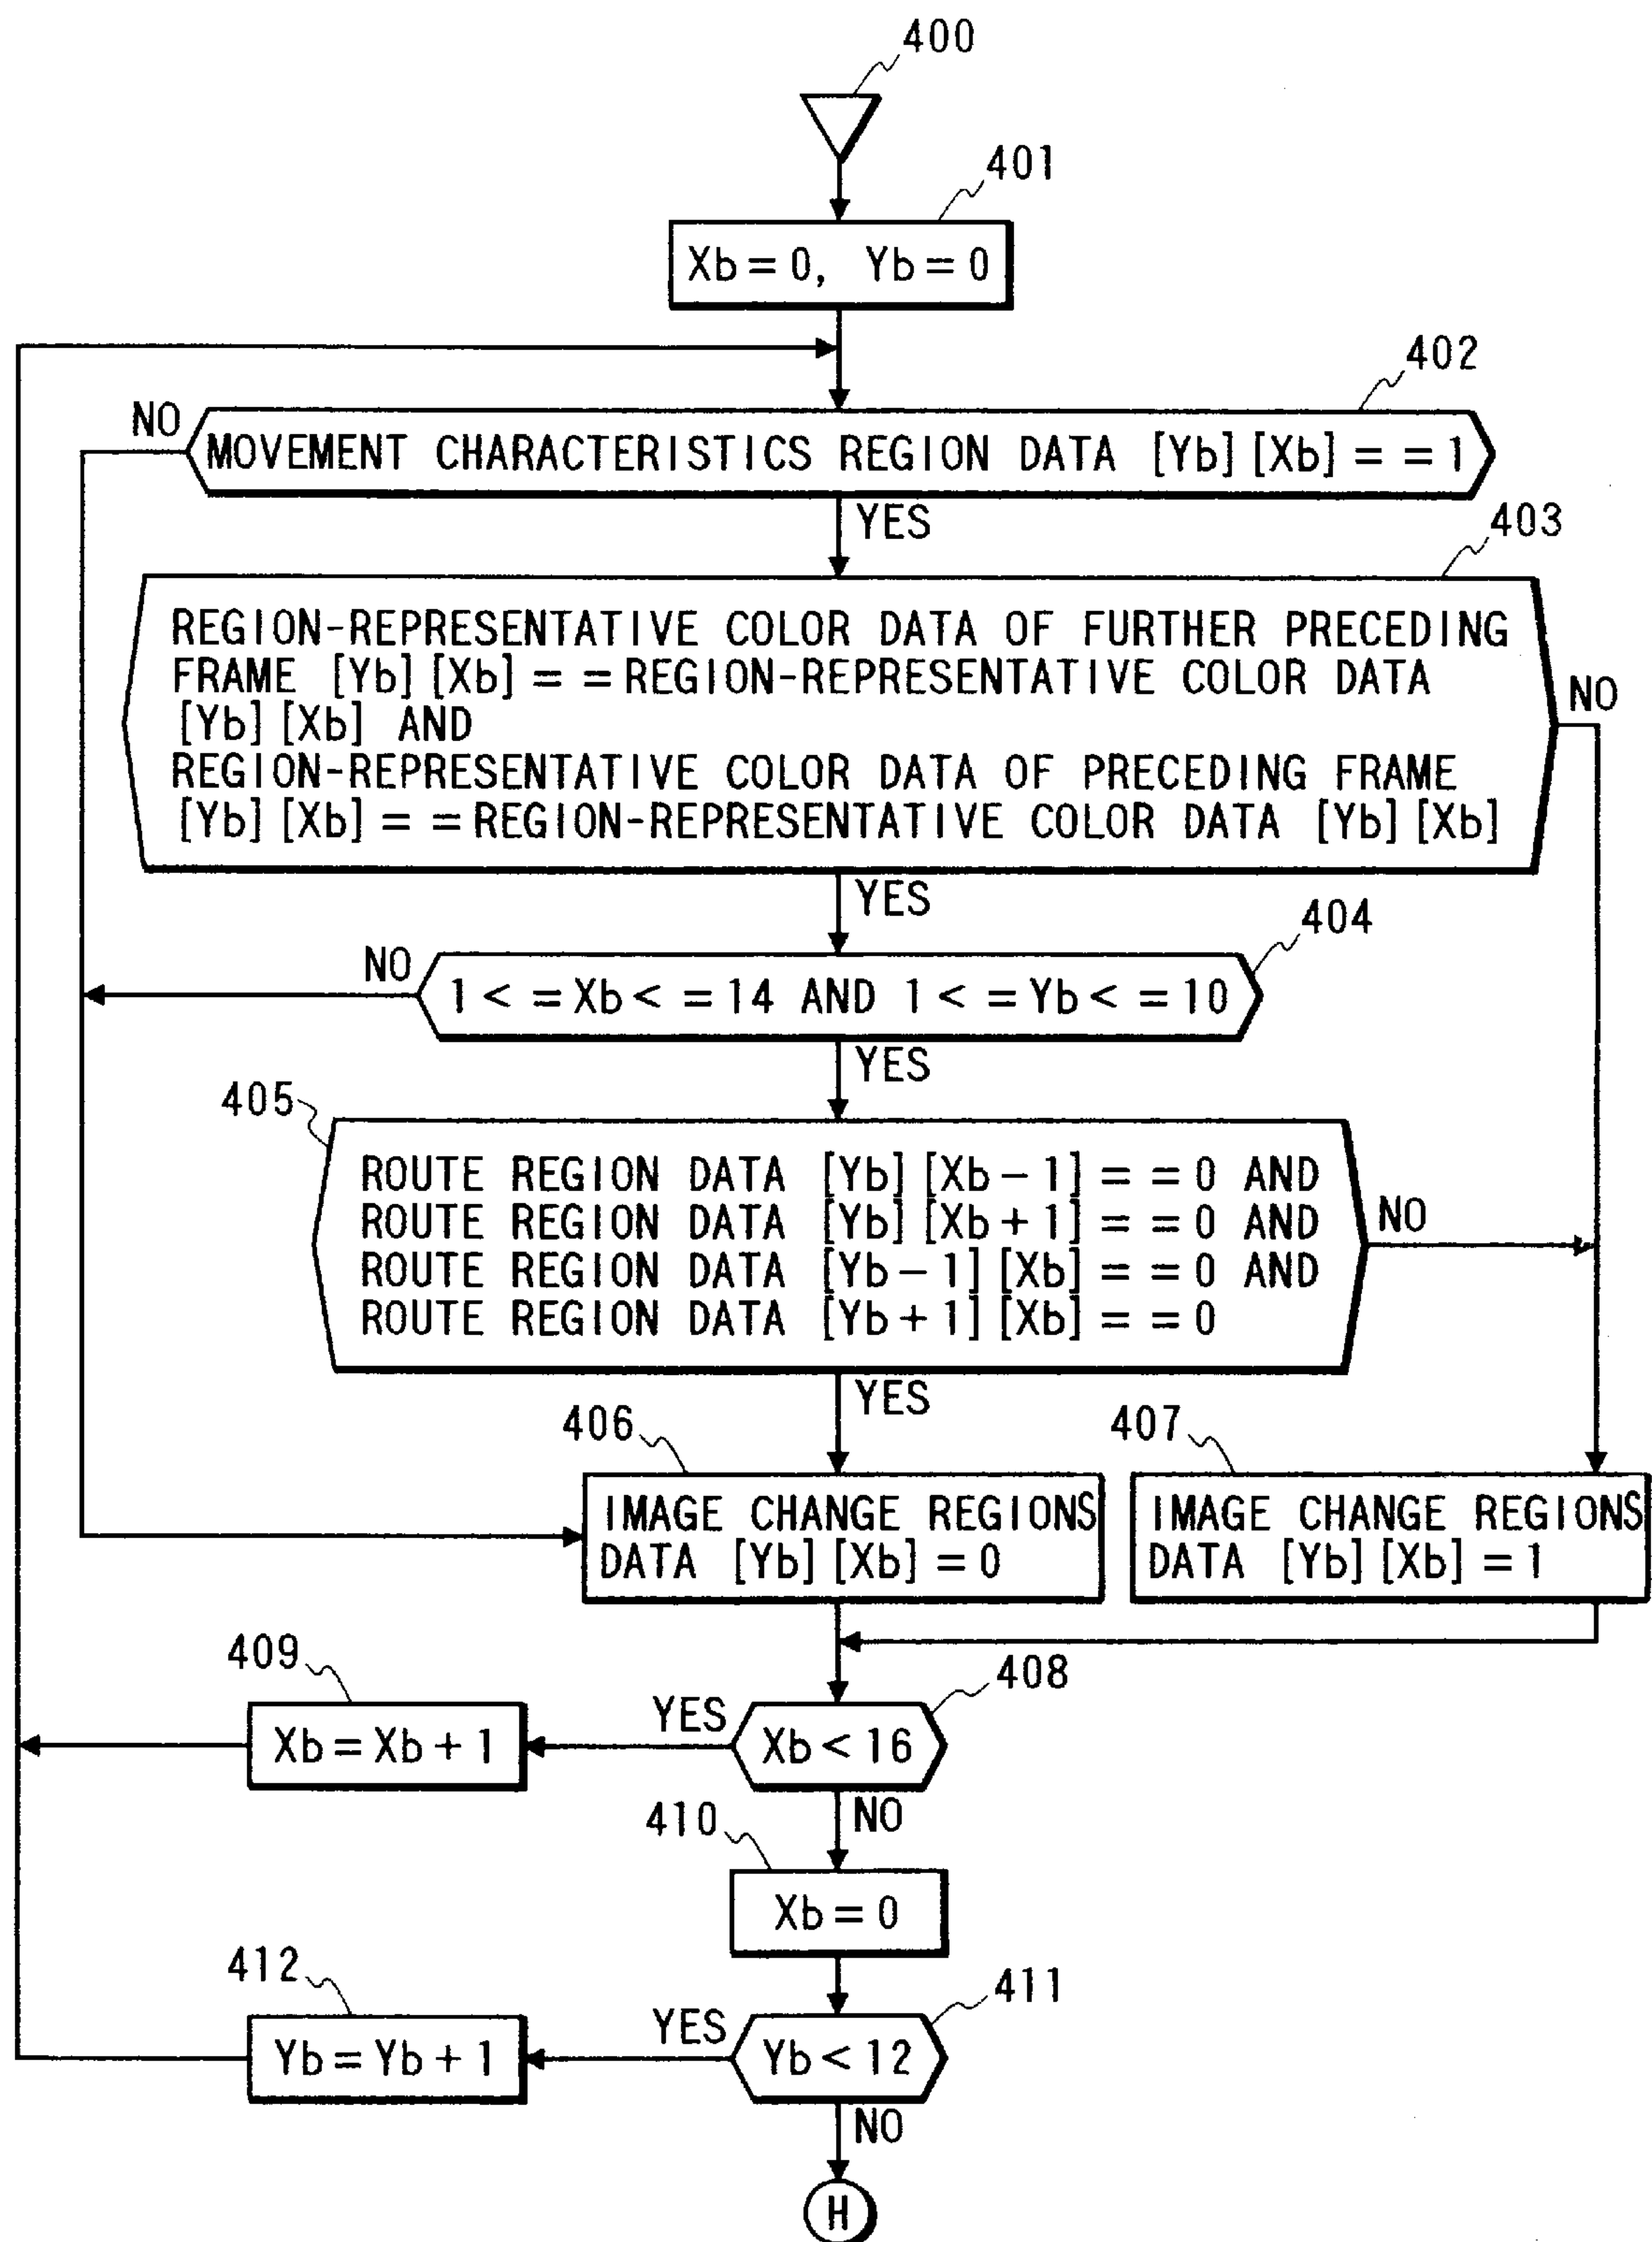 400
401
Xb=0, Yb=0
402
NO
MOVEMENT CHARACTERISTICS REGION DATA [Yb][Xb]==1
YES
403
REGION-REPRESENTATIVE COLOR DATA OF FURTHER PRECEDING
FRAME [Yb][Xb]==REGION-REPRESENTATIVE COLOR DATA
[Yb][Xb] AND
REGION-REPRESENTATIVE COLOR DATA OF PRECEDING FRAME
[Yb][Xb]==REGION-REPRESENTATIVE COLOR DATA [Yb][Xb]
NO
YES
404
NO
1<=Xb<=14 AND 1<=Yb<=10
YES
405
ROUTE REGION DATA [Yb][Xb-1]==0 AND
ROUTE REGION DATA [Yb][Xb+1]==0 AND
ROUTE REGION DATA [Yb-1][Xb]==0 AND
ROUTE REGION DATA [Yb+1][Xb]==0
NO
YES
406
407
IMAGE CHANGE REGIONS
DATA [Yb][Xb]=0
IMAGE CHANGE REGIONS
DATA [Yb][Xb]=1
409
408
Xb=Xb+1
YES
Xb<16
NO
410
Xb=0
412
411
Yb=Yb+1
YES
Yb<12
NO
H